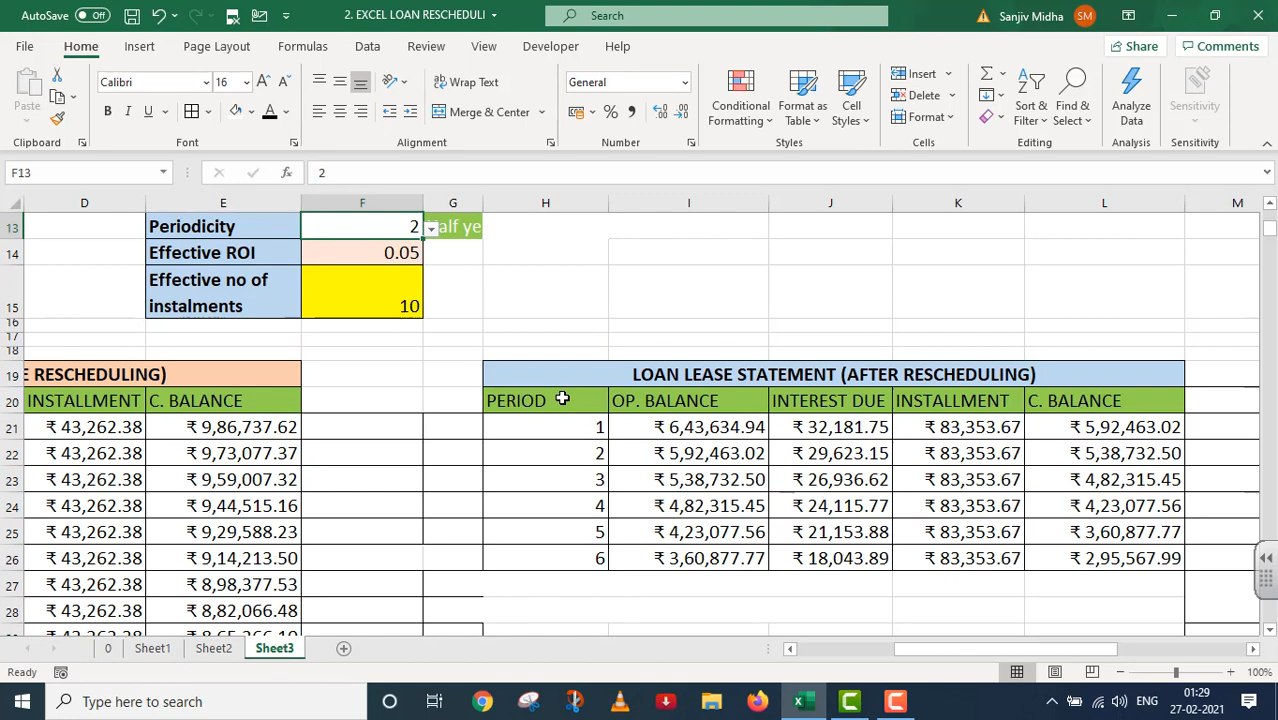 AutoSave Off 2. EXCEL LOAN RESCHEDULI Search Sanjiv Midha SM
File Home Insert Page Layout Formulas Data Review View Developer Help Share Comments
Paste Calibri 16 A A ab Wrap Text General Conditional Formatting Format as Table Cell Styles Insert Sort & Filter Find & Select Analyze Data Sensitivity
B I U A Merge & Center % Delete
Format
Clipboard Font Alignment Number Styles Cells Editing Analysis Sensitivity
F13 fx 2
D E F G H I J K L M
13 Periodicity 2 alf ye
14 Effective ROI 0.05
Effective no of
15 instalments 10
16
17
18
19 E RESCHEDULING) LOAN LEASE STATEMENT (AFTER RESCHEDULING)
20 INSTALLMENT C. BALANCE PERIOD OP. BALANCE INTEREST DUE INSTALLMENT C. BALANCE
21 ₹ 43,262.38 ₹ 9,86,737.62 1 ₹ 6,43,634.94 ₹ 32,181.75 ₹ 83,353.67 ₹ 5,92,463.02
22 ₹ 43,262.38 ₹ 9,73,077.37 2 ₹ 5,92,463.02 ₹ 29,623.15 ₹ 83,353.67 ₹ 5,38,732.50
23 ₹ 43,262.38 ₹ 9,59,007.32 3 ₹ 5,38,732.50 ₹ 26,936.62 ₹ 83,353.67 ₹ 4,82,315.45
24 ₹ 43,262.38 ₹ 9,44,515.16 4 ₹ 4,82,315.45 ₹ 24,115.77 ₹ 83,353.67 ₹ 4,23,077.56
25 ₹ 43,262.38 ₹ 9,29,588.23 5 ₹ 4,23,077.56 ₹ 21,153.88 ₹ 83,353.67 ₹ 3,60,877.77
26 ₹ 43,262.38 ₹ 9,14,213.50 6 ₹ 3,60,877.77 ₹ 18,043.89 ₹ 83,353.67 ₹ 2,95,567.99
27 ₹ 43,262.38 ₹ 8,98,377.53
28 ₹ 43,262.38 ₹ 8,82,066.48
₹ 43,262.38 ₹ 8,65,266.10
0 Sheet1 Sheet2 Sheet3
Ready 100%
Type here to search ENG 01:29
27-02-2021